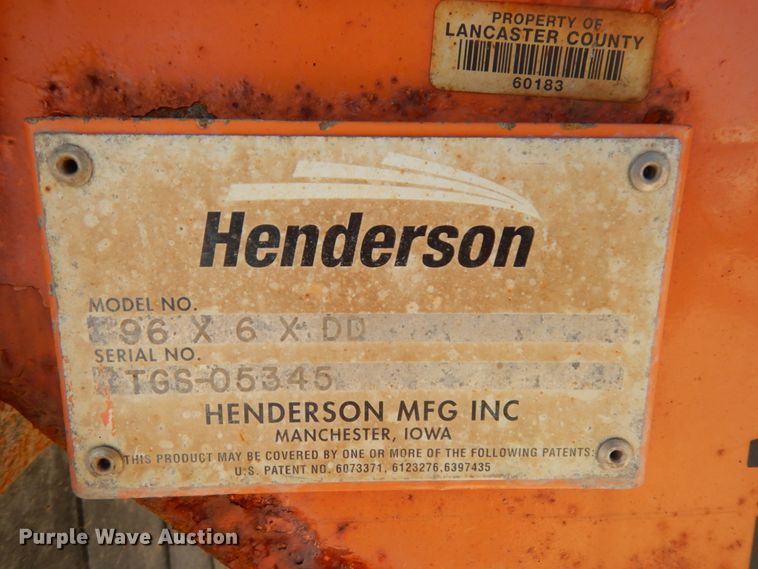 PROPERTY OF
LANCASTER COUNTY
60183
Henderson
MODEL NO.
96 X 6 X DD
SERIAL NO.
TGS-05345
HENDERSON MFG INC
MANCHESTER, IOWA
THIS PRODUCT MAY BE COVERED BY ONE OR MORE OF THE FOLLOWING PATENTS:
U.S. PATENT NO. 6073371, 6123276,6397435
Purple Wave Auction